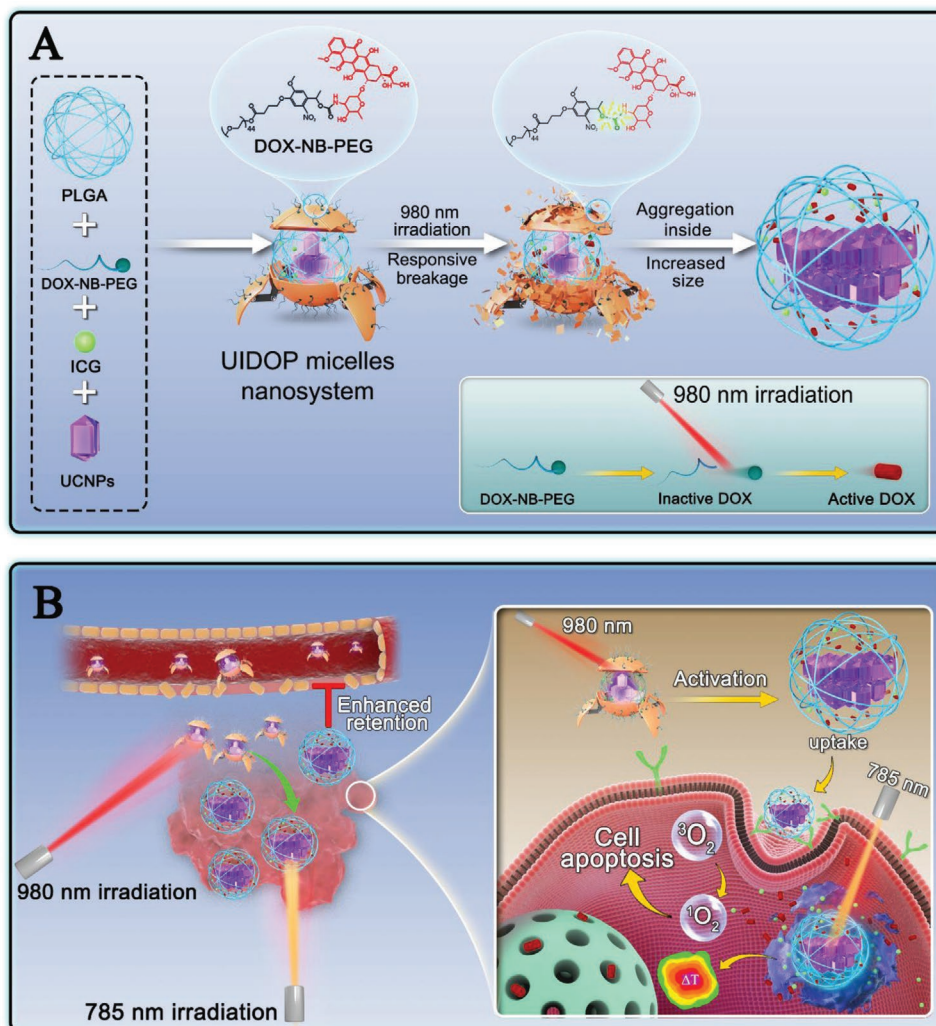 A
PLGA
+
DOX-NB-PEG
+
ICG
+
UCNPs
DOX-NB-PEG
UIDOP micelles
nanosystem
980 nm
irradiation
Responsive
breakage
Aggregation
inside
Increased
size
980 nm irradiation
DOX-NB-PEG
Inactive DOX
Active DOX
B
Enhanced
retention
980 nm irradiation
785 nm irradiation
980 nm
Activation
uptake
785 nm
Cell
apoptosis
³O₂
¹O₂
ΔT